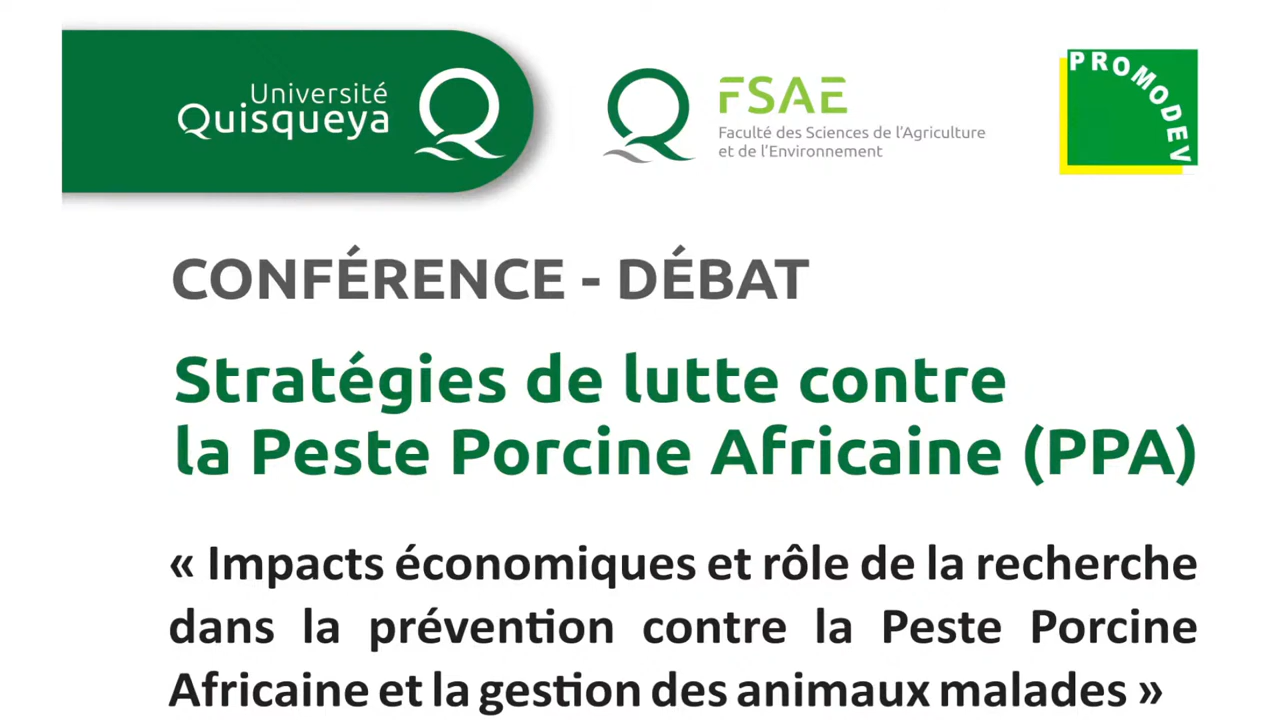 Université
Quisqueya
FSAE
Faculté des Sciences de l'Agriculture
et de l'Environnement
PROMODEV
CONFÉRENCE - DÉBAT
Stratégies de lutte contre
la Peste Porcine Africaine (PPA)
« Impacts économiques et rôle de la recherche
dans la prévention contre la Peste Porcine
Africaine et la gestion des animaux malades »